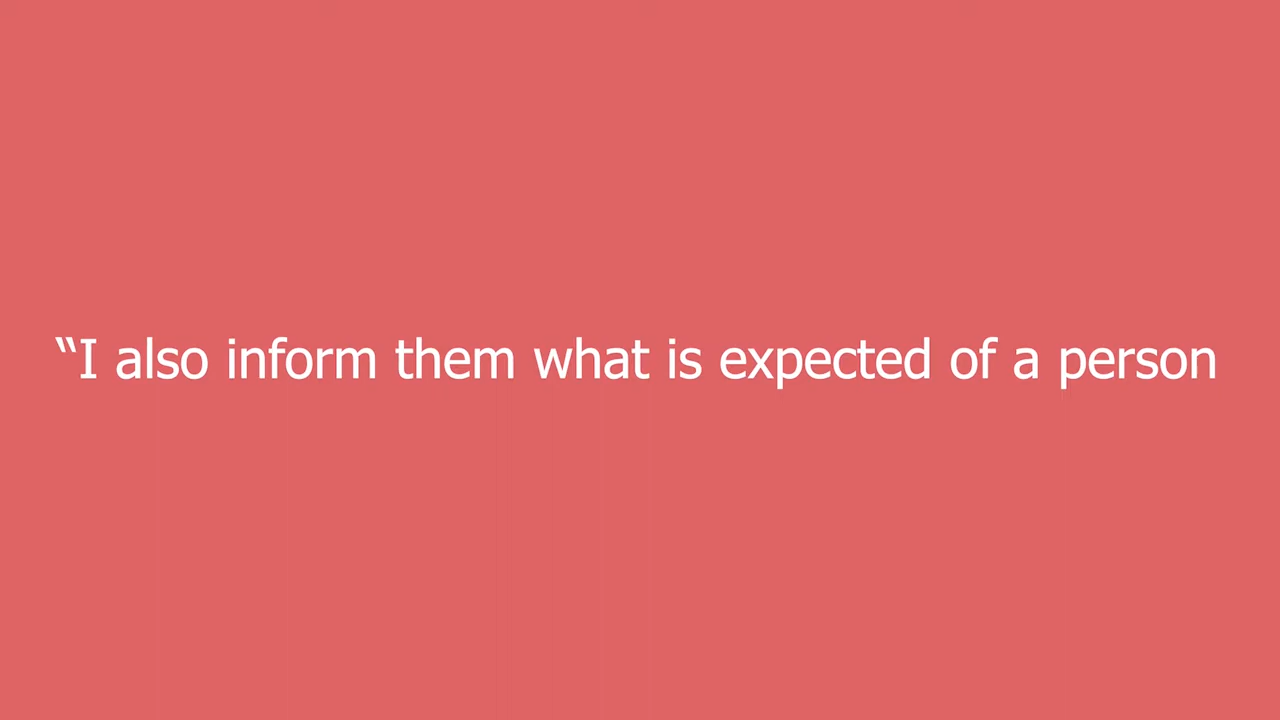 “I also inform them what is expected of a person